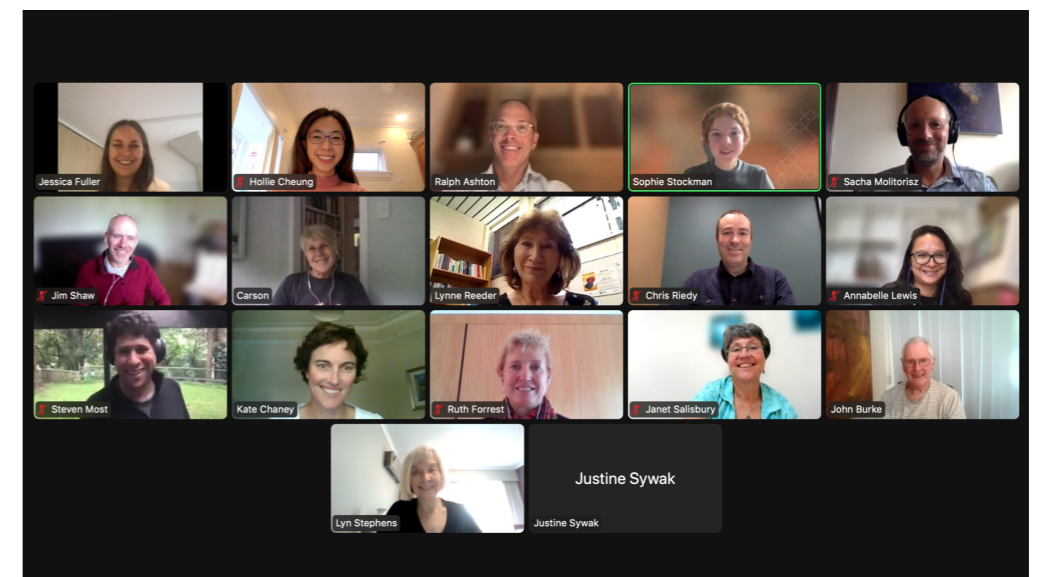 Jessica Fuller
Hollie Cheung
Ralph Ashton
Sophie Stockman
Sacha Molitorisz
Jim Shaw
Carson
Lynne Reeder
Chris Riedy
Annabelle Lewis
Steven Most
Kate Chaney
Ruth Forrest
Janet Salisbury
John Burke
Lyn Stephens
Justine Sywak
Justine Sywak